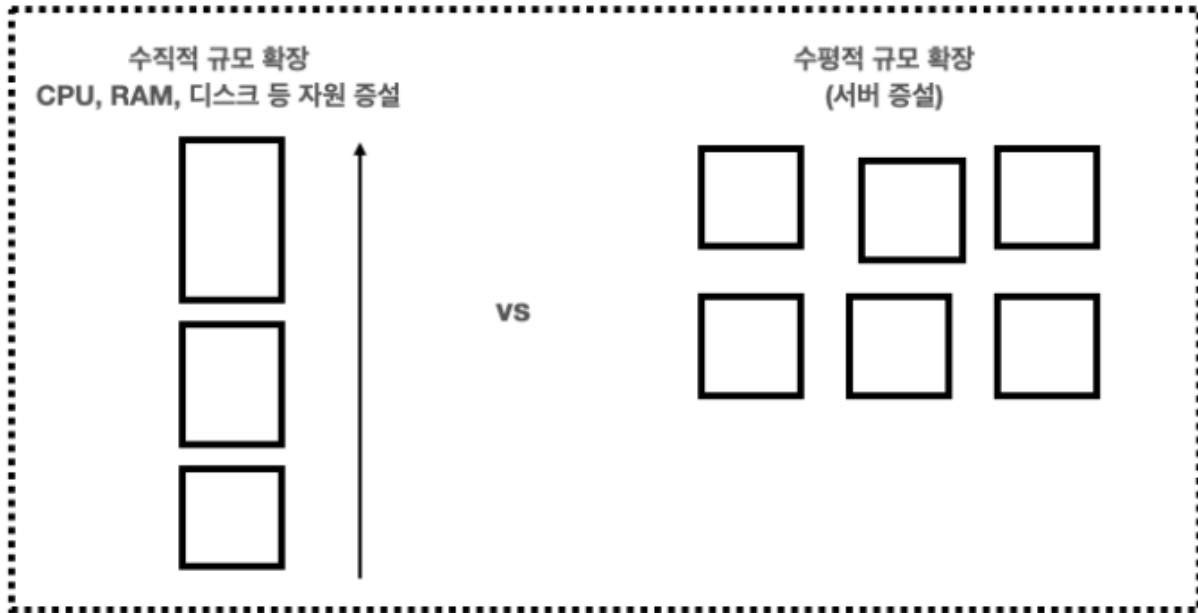 수직적 규모 확장
CPU, RAM, 디스크 등 자원 증설
수평적 규모 확장
(서버 증설)
vs